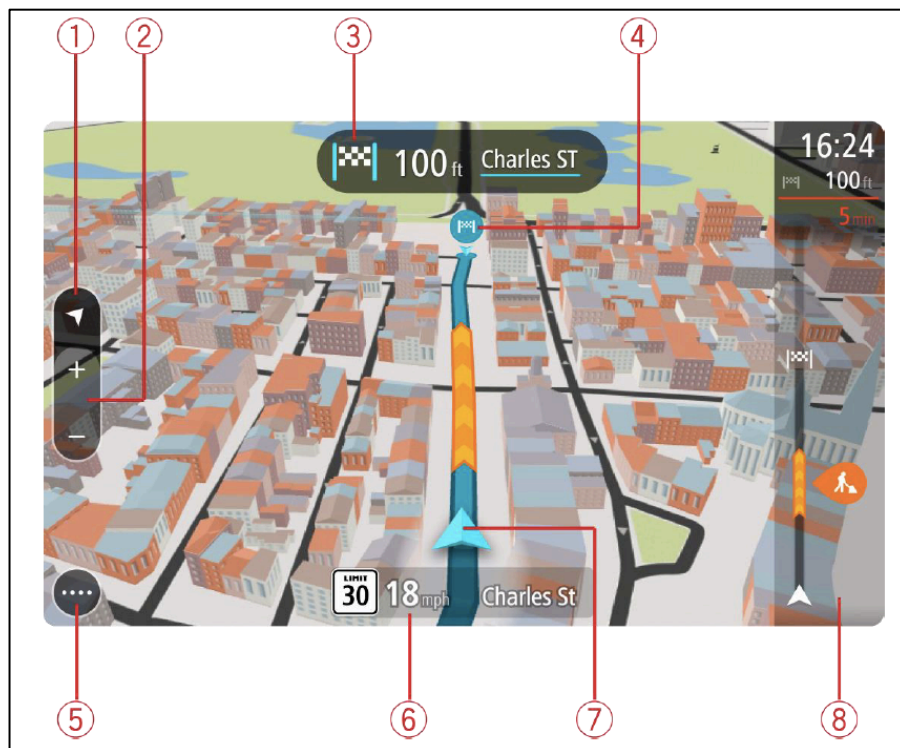 ① ② ③ ④
100 ft Charles ST
16:24
100 ft
5 min
+
−
LIMIT
30
18 mph Charles St
⑤ ⑥ ⑦ ⑧